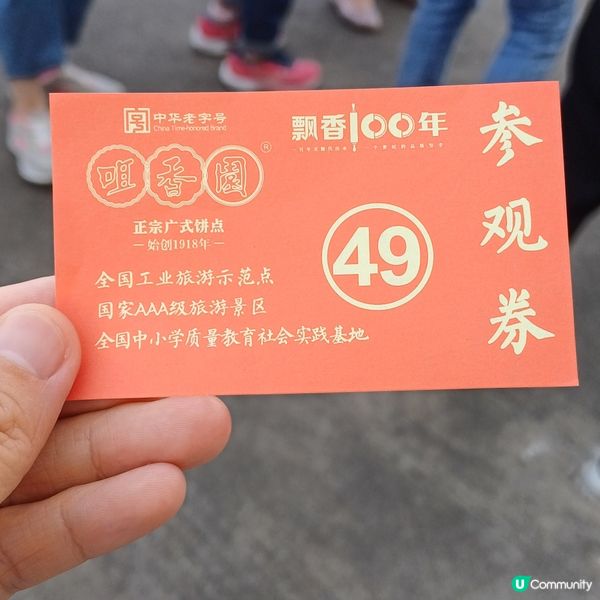 中华老字号
China Time-honored Brand
咀香園®
正宗广式饼点
—始创1918年—
飘香100年
参观券
49
全国工业旅游示范点
国家AAA级旅游景区
全国中小学质量教育社会实践基地
U Community